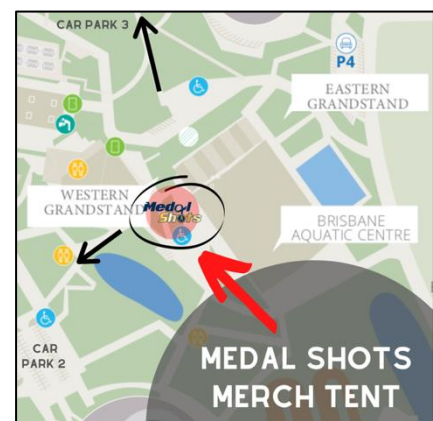 CAR PARK 3
P4
EASTERN
GRANDSTAND
WESTERN
GRANDSTAND
Medal
Shots
BRISBANE
AQUATIC CENTRE
CAR
PARK 2
MEDAL SHOTS
MERCH TENT